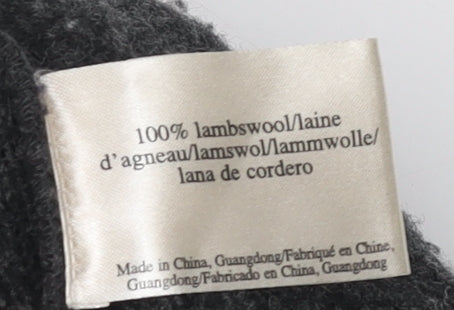 100% lambswool/laine
d'agneau/lamswol/lammwolle/
lana de cordero
Made in China, Guangdong/Fabriqué en Chine,
Guangdong/Fabricado en China, Guangdong